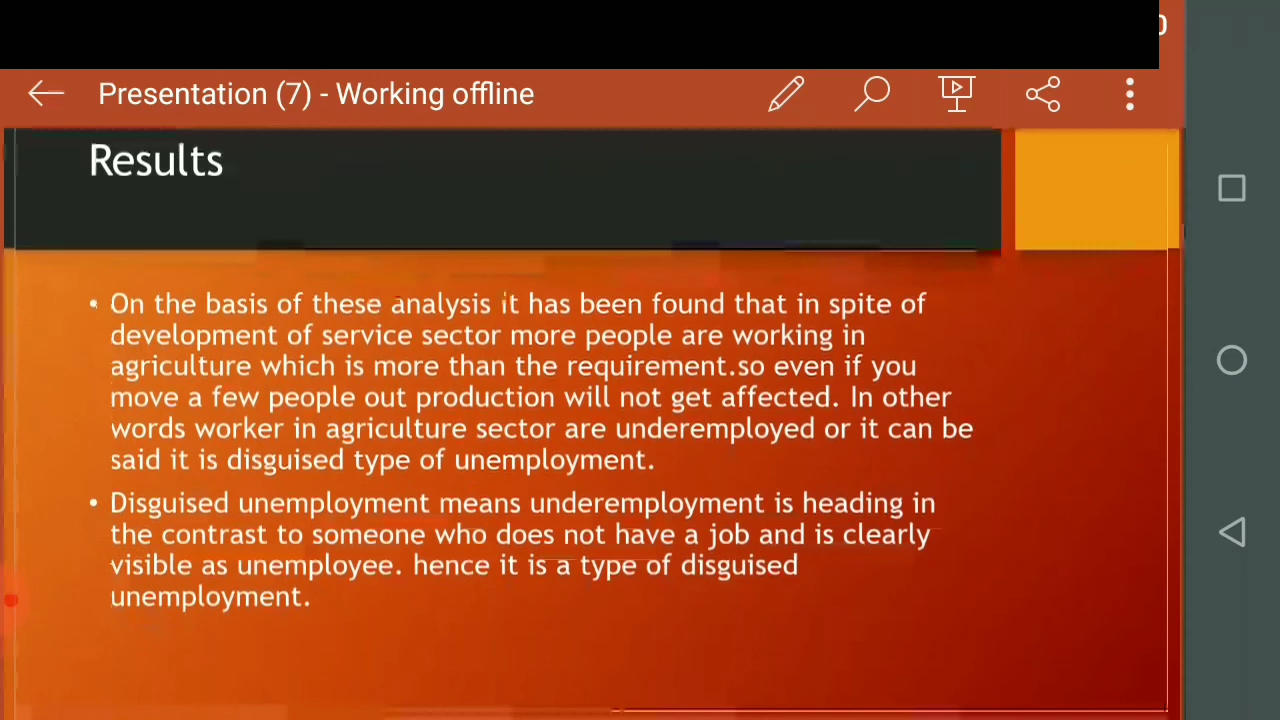 Presentation (7) - Working offline
Results
• On the basis of these analysis it has been found that in spite of
development of service sector more people are working in
agriculture which is more than the requirement.so even if you
move a few people out production will not get affected. In other
words worker in agriculture sector are underemployed or it can be
said it is disguised type of unemployment.
• Disguised unemployment means underemployment is heading in
the contrast to someone who does not have a job and is clearly
visible as unemployee. hence it is a type of disguised
unemployment.